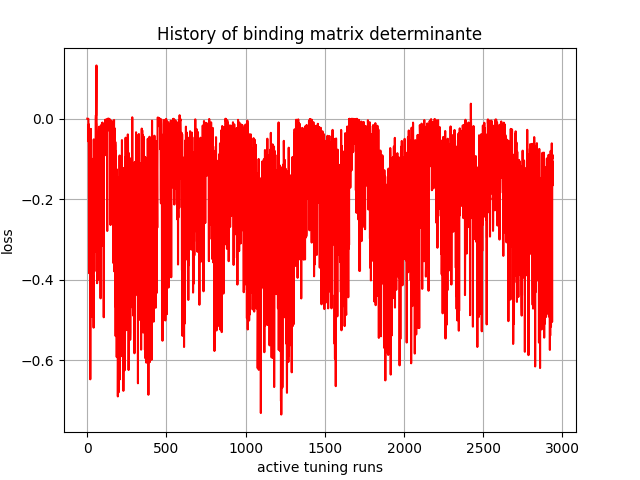 History of binding matrix determinante
loss
0.0
−0.2
−0.4
−0.6
0 500 1000 1500 2000 2500 3000
active tuning runs